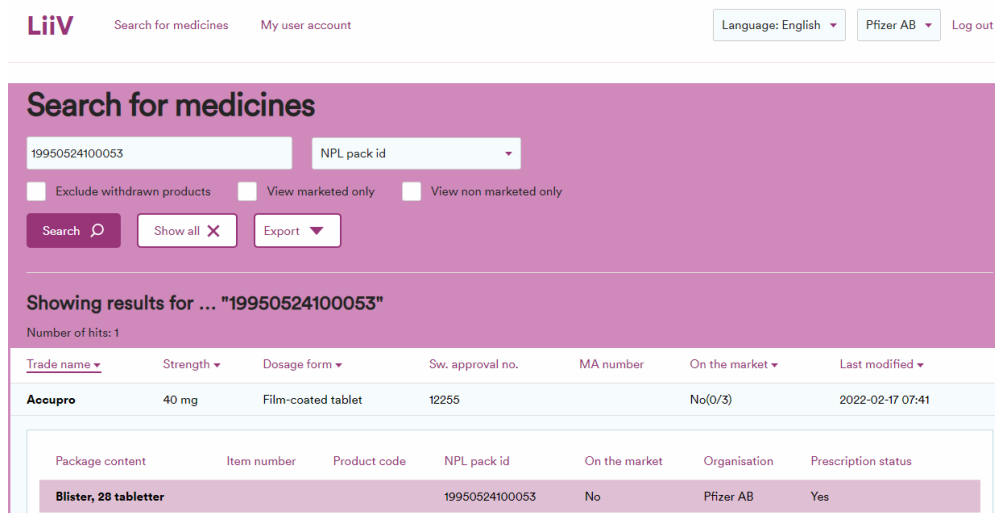 LiiV Search for medicines My user account Language: English Pfizer AB Log out
Search for medicines
19950524100053 NPL pack id
Exclude withdrawn products View marketed only View non marketed only
Search Show all Export
Showing results for ... "19950524100053"
Number of hits: 1
Trade name Strength Dosage form Sw. approval no. MA number On the market Last modified
Accupro 40 mg Film-coated tablet 12255 No(0/3) 2022-02-17 07:41
Package content Item number Product code NPL pack id On the market Organisation Prescription status
Blister, 28 tabletter 19950524100053 No Pfizer AB Yes